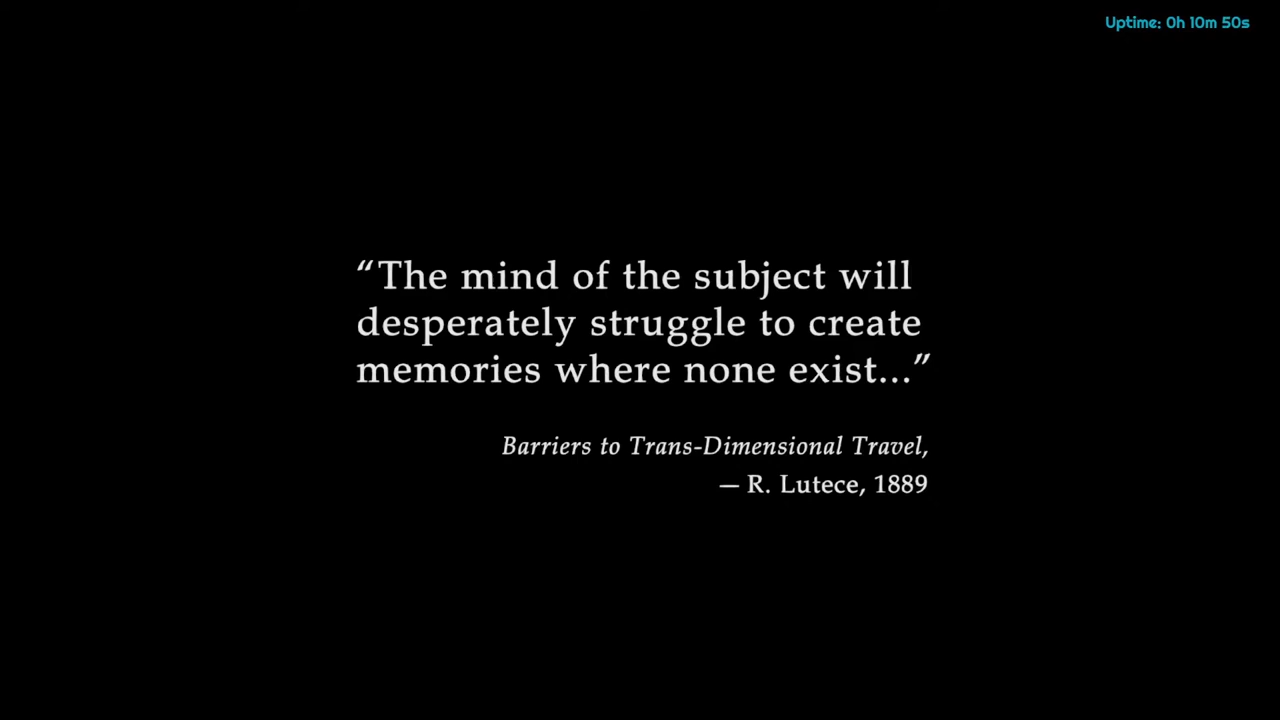 Uptime: 0h 10m 50s
“The mind of the subject will
desperately struggle to create
memories where none exist...”
Barriers to Trans-Dimensional Travel,
— R. Lutece, 1889